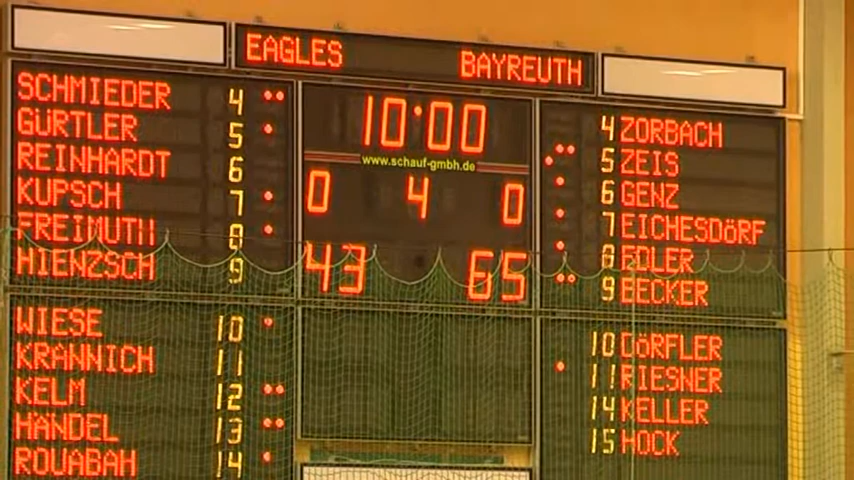 EAGLES BAYREUTH
10:00
www.schauf-gmbh.de
0 4 0
43 65
SCHMIEDER 4
GÜRTLER 5
REINHARDT 6
KUPSCH 7
FREIMUTH 8
HIENZSCH 9
WIESE 10
KRANNICH 11
KELM 12
HÄNDEL 13
ROUABAH 14
4 ZORBACH
5 ZEIS
6 GENZ
7 EICHESDÖRF
8 EDLER
9 BECKER
10 DÖRFLER
11 RIESNER
14 KELLER
15 HOCK